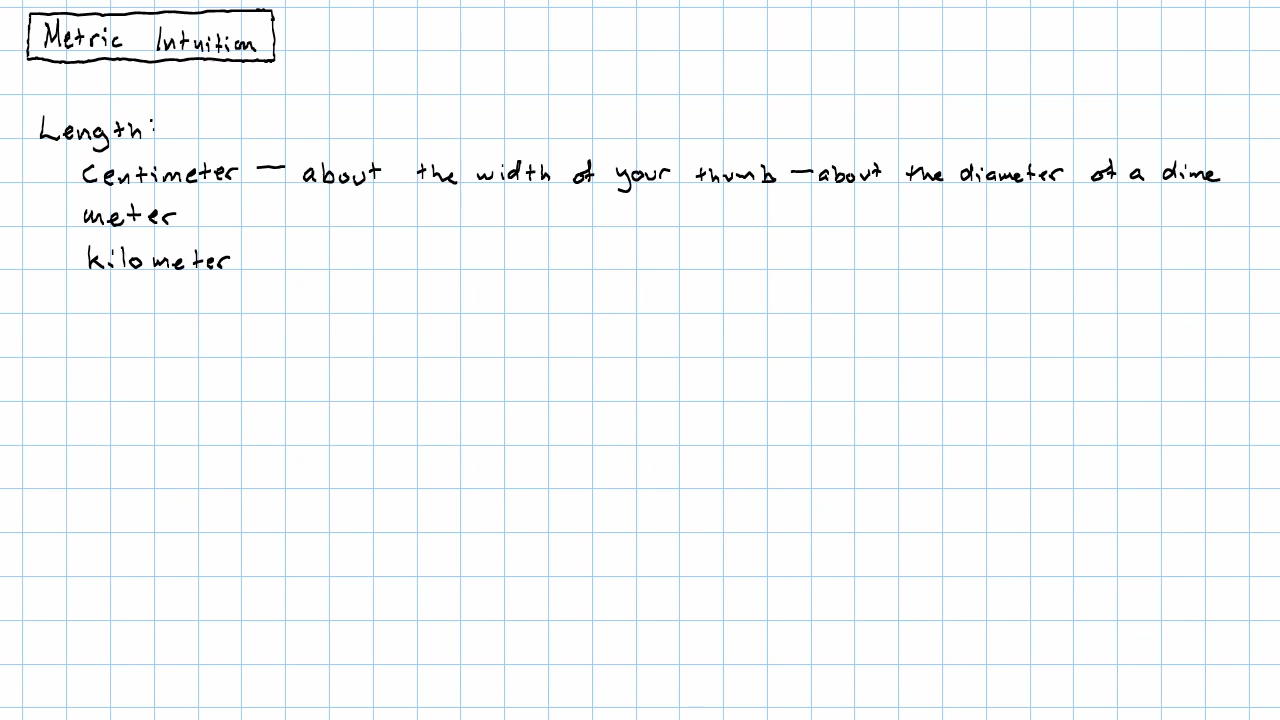 Metric Intuition
Length:
centimeter — about the width of your thumb — about the diameter of a dime
meter
kilometer